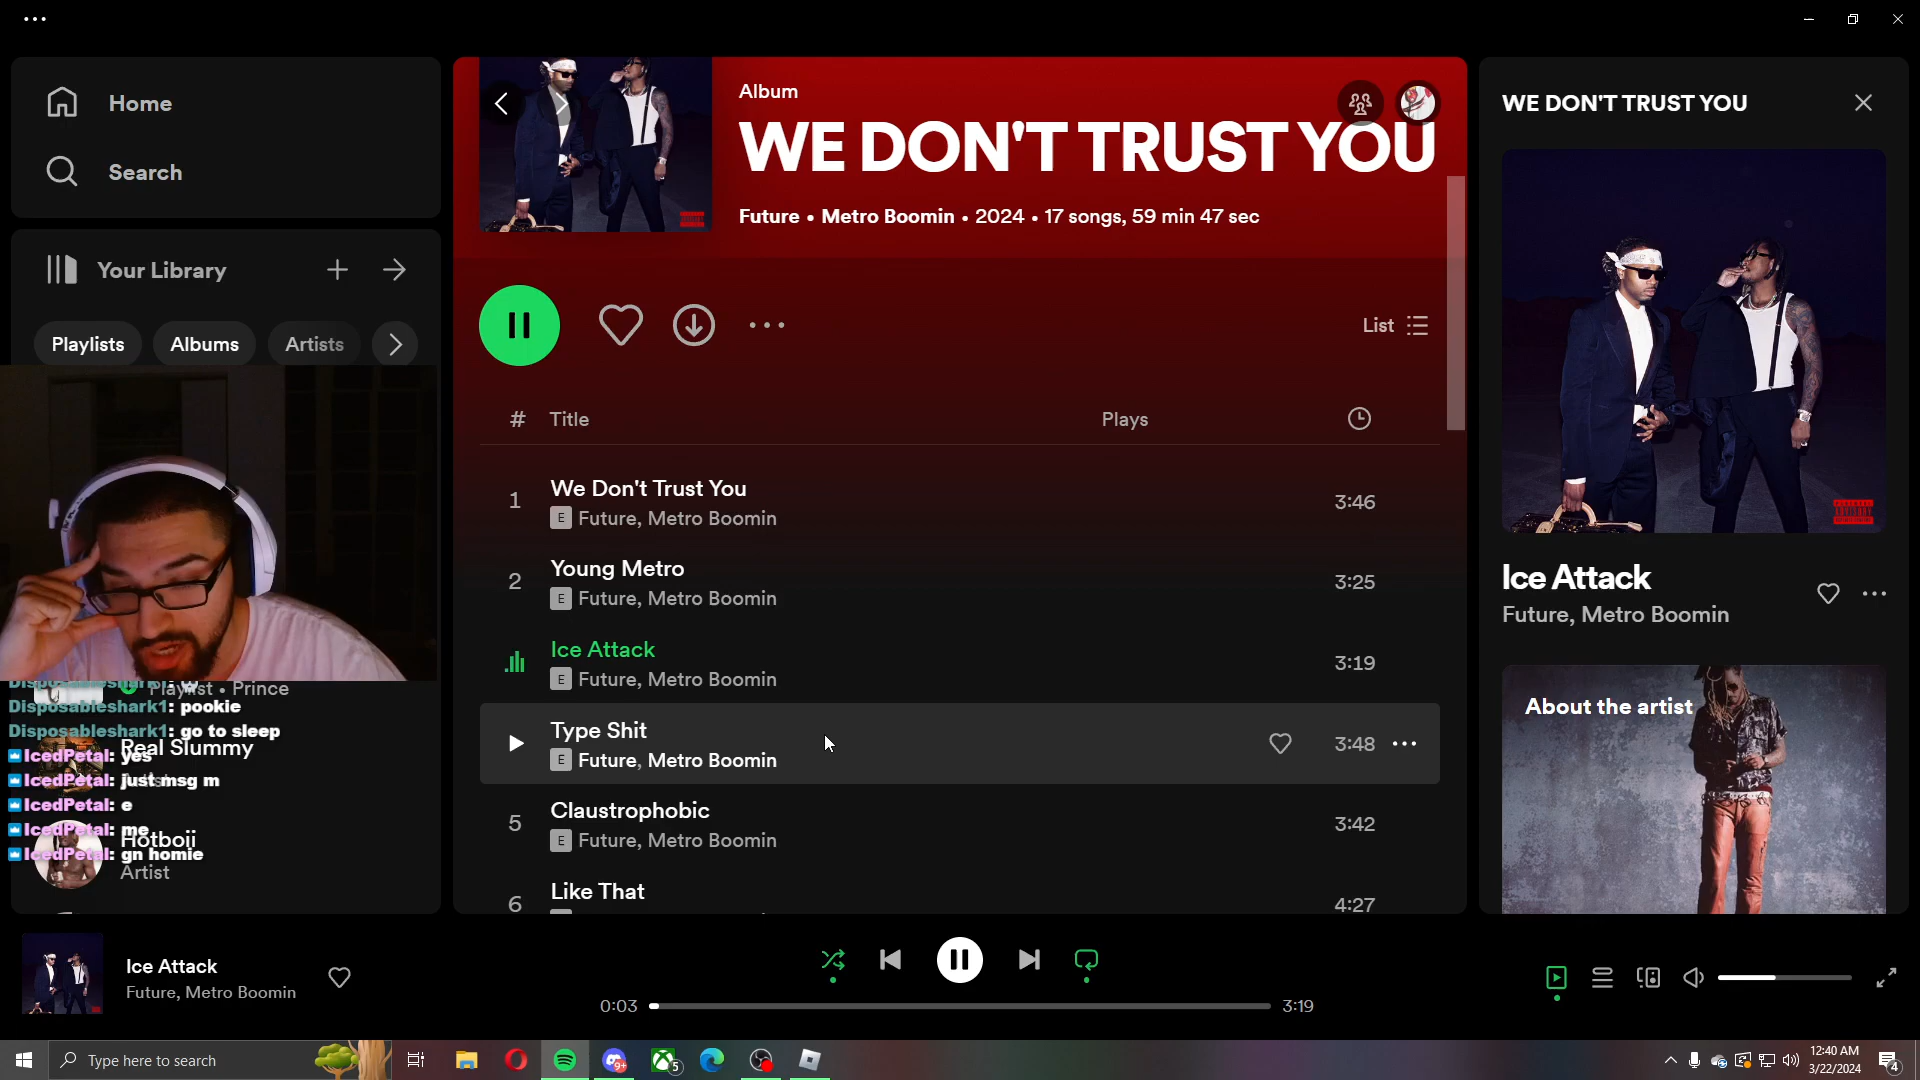 Home
Search
Your Library
Playlists
Albums
Artists
Playlist • Prince
Disposableshark1: pookie
Disposableshark1: go to sleep
Real Slummy
IcedPetal: yes
IcedPetal: just msg m
IcedPetal: e
IcedPetal: me
Hotboii
IcedPetal: gn homie
Artist
Album
WE DON'T TRUST YOU
Future • Metro Boomin • 2024 • 17 songs, 59 min 47 sec
List
# Title Plays
1 We Don't Trust You 3:46
E Future, Metro Boomin
2 Young Metro 3:25
E Future, Metro Boomin
Ice Attack 3:19
E Future, Metro Boomin
Type Shit 3:48
E Future, Metro Boomin
5 Claustrophobic 3:42
E Future, Metro Boomin
6 Like That 4:27
WE DON'T TRUST YOU
Ice Attack
Future, Metro Boomin
About the artist
Ice Attack
Future, Metro Boomin
0:03 3:19
Type here to search
9+
5
12:40 AM
3/22/2024
4